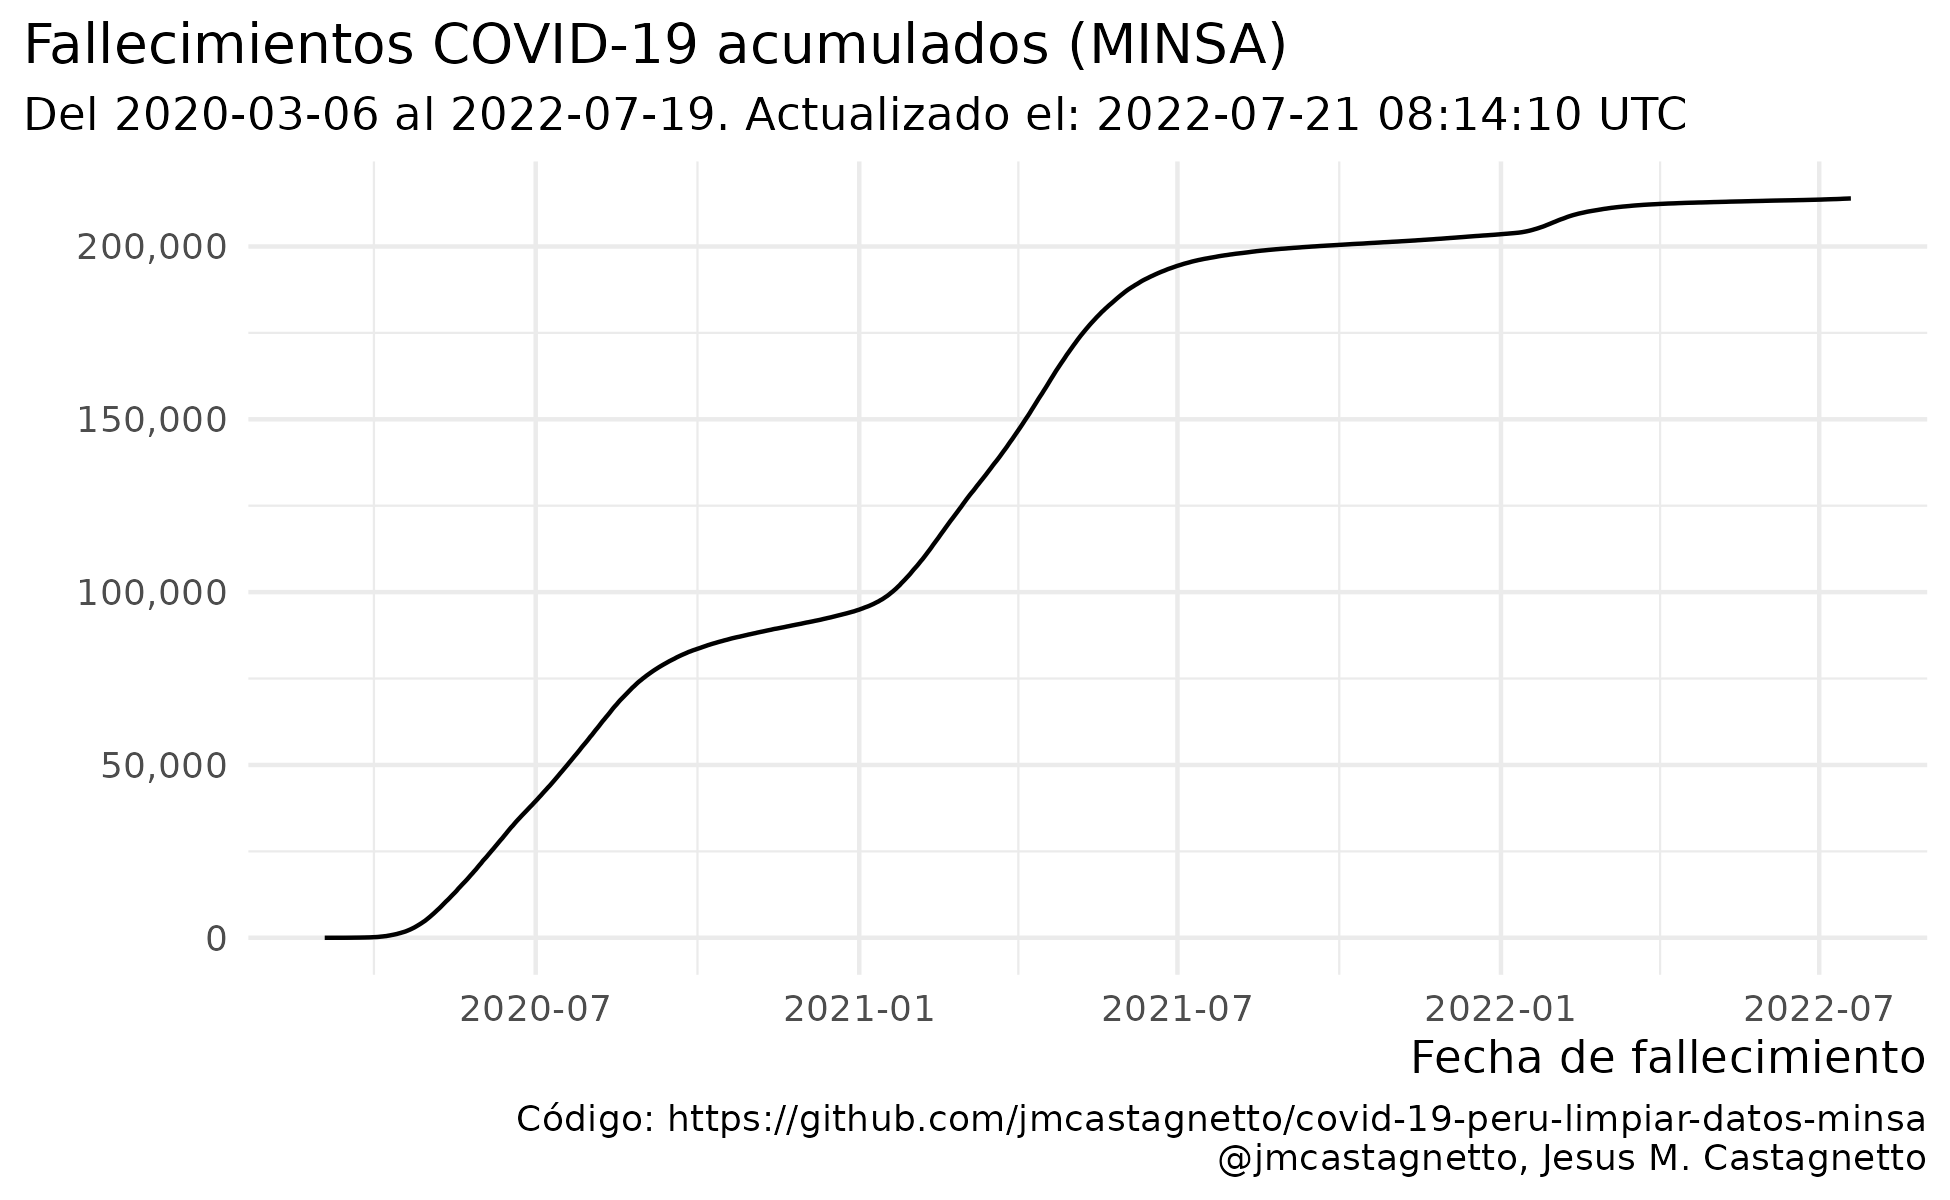 Fallecimientos COVID-19 acumulados (MINSA)
Del 2020-03-06 al 2022-07-19. Actualizado el: 2022-07-21 08:14:10 UTC
200,000
150,000
100,000
50,000
0
2020-07 2021-01 2021-07 2022-01 2022-07
Fecha de fallecimiento
Código: https://github.com/jmcastagnetto/covid-19-peru-limpiar-datos-minsa
@jmcastagnetto, Jesus M. Castagnetto